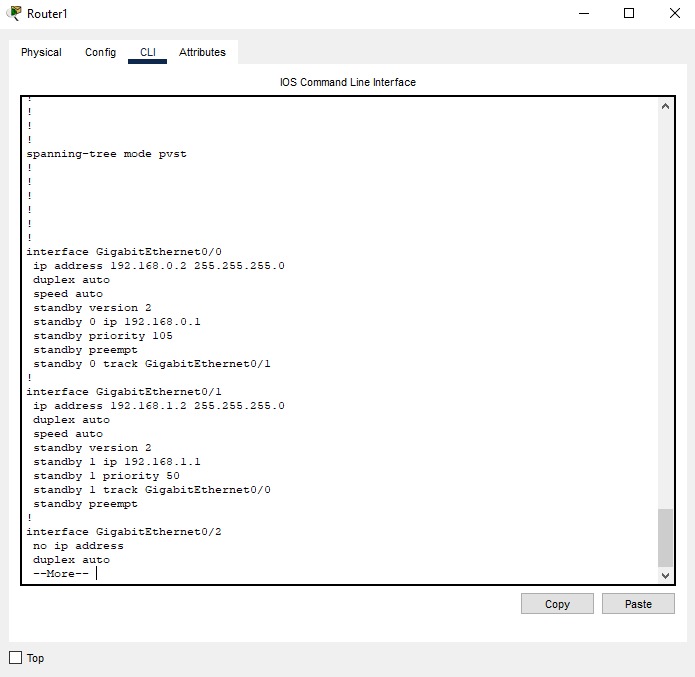 Router1
Physical Config CLI Attributes
IOS Command Line Interface
!
!
!
!
spanning-tree mode pvst
!
!
!
!
!
!
interface GigabitEthernet0/0
ip address 192.168.0.2 255.255.255.0
duplex auto
speed auto
standby version 2
standby 0 ip 192.168.0.1
standby priority 105
standby preempt
standby 0 track GigabitEthernet0/1
!
interface GigabitEthernet0/1
ip address 192.168.1.2 255.255.255.0
duplex auto
speed auto
standby version 2
standby 1 ip 192.168.1.1
standby 1 priority 50
standby 1 track GigabitEthernet0/0
standby preempt
!
interface GigabitEthernet0/2
no ip address
duplex auto
--More--
Copy Paste
Top